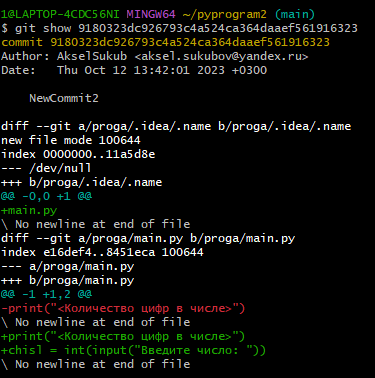 1@LAPTOP-4CDC56NI MINGW64 ~/pyprogram2 (main)
$ git show 9180323dc926793c4a524ca364daaef561916323
commit 9180323dc926793c4a524ca364daaef561916323
Author: AkselSukub <aksel.sukubov@yandex.ru>
Date:   Thu Oct 12 13:42:01 2023 +0300

    NewCommit2

diff --git a/proga/.idea/.name b/proga/.idea/.name
new file mode 100644
index 0000000..11a5d8e
--- /dev/null
+++ b/proga/.idea/.name
@@ -0,0 +1 @@
+main.py
\ No newline at end of file
diff --git a/proga/main.py b/proga/main.py
index e16def4..8451eca 100644
--- a/proga/main.py
+++ b/proga/main.py
@@ -1 +1,2 @@
-print("<Количество цифр в числе>")
\ No newline at end of file
+print("<Количество цифр в числе>")
+chisl = int(input("Введите число: "))
\ No newline at end of file